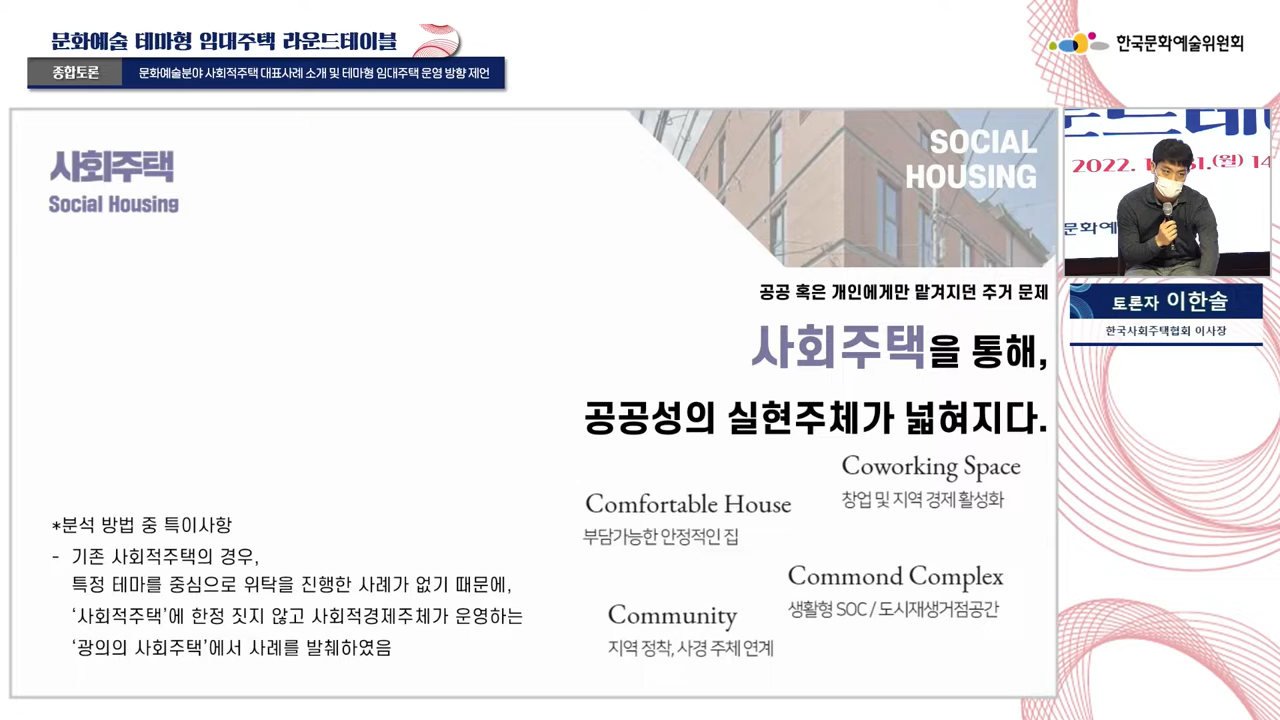 문화예술 테마형 임대주택 라운드테이블
종합토론
문화예술분야 사회적주택 대표사례 소개 및 테마형 임대주택 운영 방향 제언
한국문화예술위원회
사회주택
Social Housing
SOCIAL
HOUSING
공공 혹은 개인에게만 맡겨지던 주거 문제
사회주택을 통해,
공공성의 실현주체가 넓혀지다.
Coworking Space
창업 및 지역 경제 활성화
Comfortable House
부담가능한 안정적인 집
Commond Complex
생활형 SOC / 도시재생거점공간
Community
지역 정착, 사경 주체 연계
*분석 방법 중 특이사항
- 기존 사회적주택의 경우,
특정 테마를 중심으로 위탁을 진행한 사례가 없기 때문에,
‘사회적주택’에 한정 짓지 않고 사회적경제주체가 운영하는
‘광의의 사회주택’에서 사례를 발췌하였음
2022.
(월) 14
문화예
토론자 이한솔
한국사회주택협회 이사장